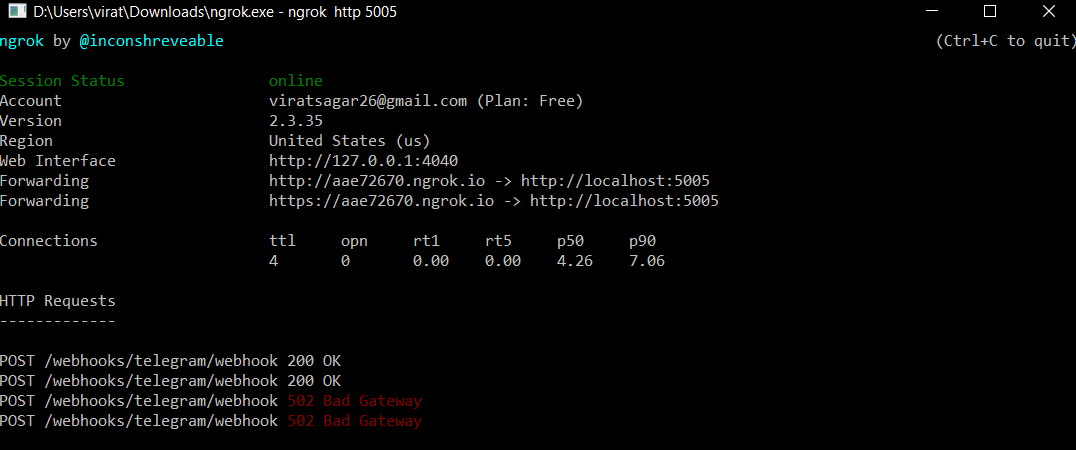 D:\Users\virat\Downloads\ngrok.exe - ngrok http 5005
ngrok by @inconshreveable (Ctrl+C to quit)
Session Status online
Account viratsagar26@gmail.com (Plan: Free)
Version 2.3.35
Region United States (us)
Web Interface http://127.0.0.1:4040
Forwarding http://aae72670.ngrok.io -> http://localhost:5005
Forwarding https://aae72670.ngrok.io -> http://localhost:5005
Connections ttl opn rt1 rt5 p50 p90
4 0 0.00 0.00 4.26 7.06
HTTP Requests
-------------
POST /webhooks/telegram/webhook 200 OK
POST /webhooks/telegram/webhook 200 OK
POST /webhooks/telegram/webhook 502 Bad Gateway
POST /webhooks/telegram/webhook 502 Bad Gateway